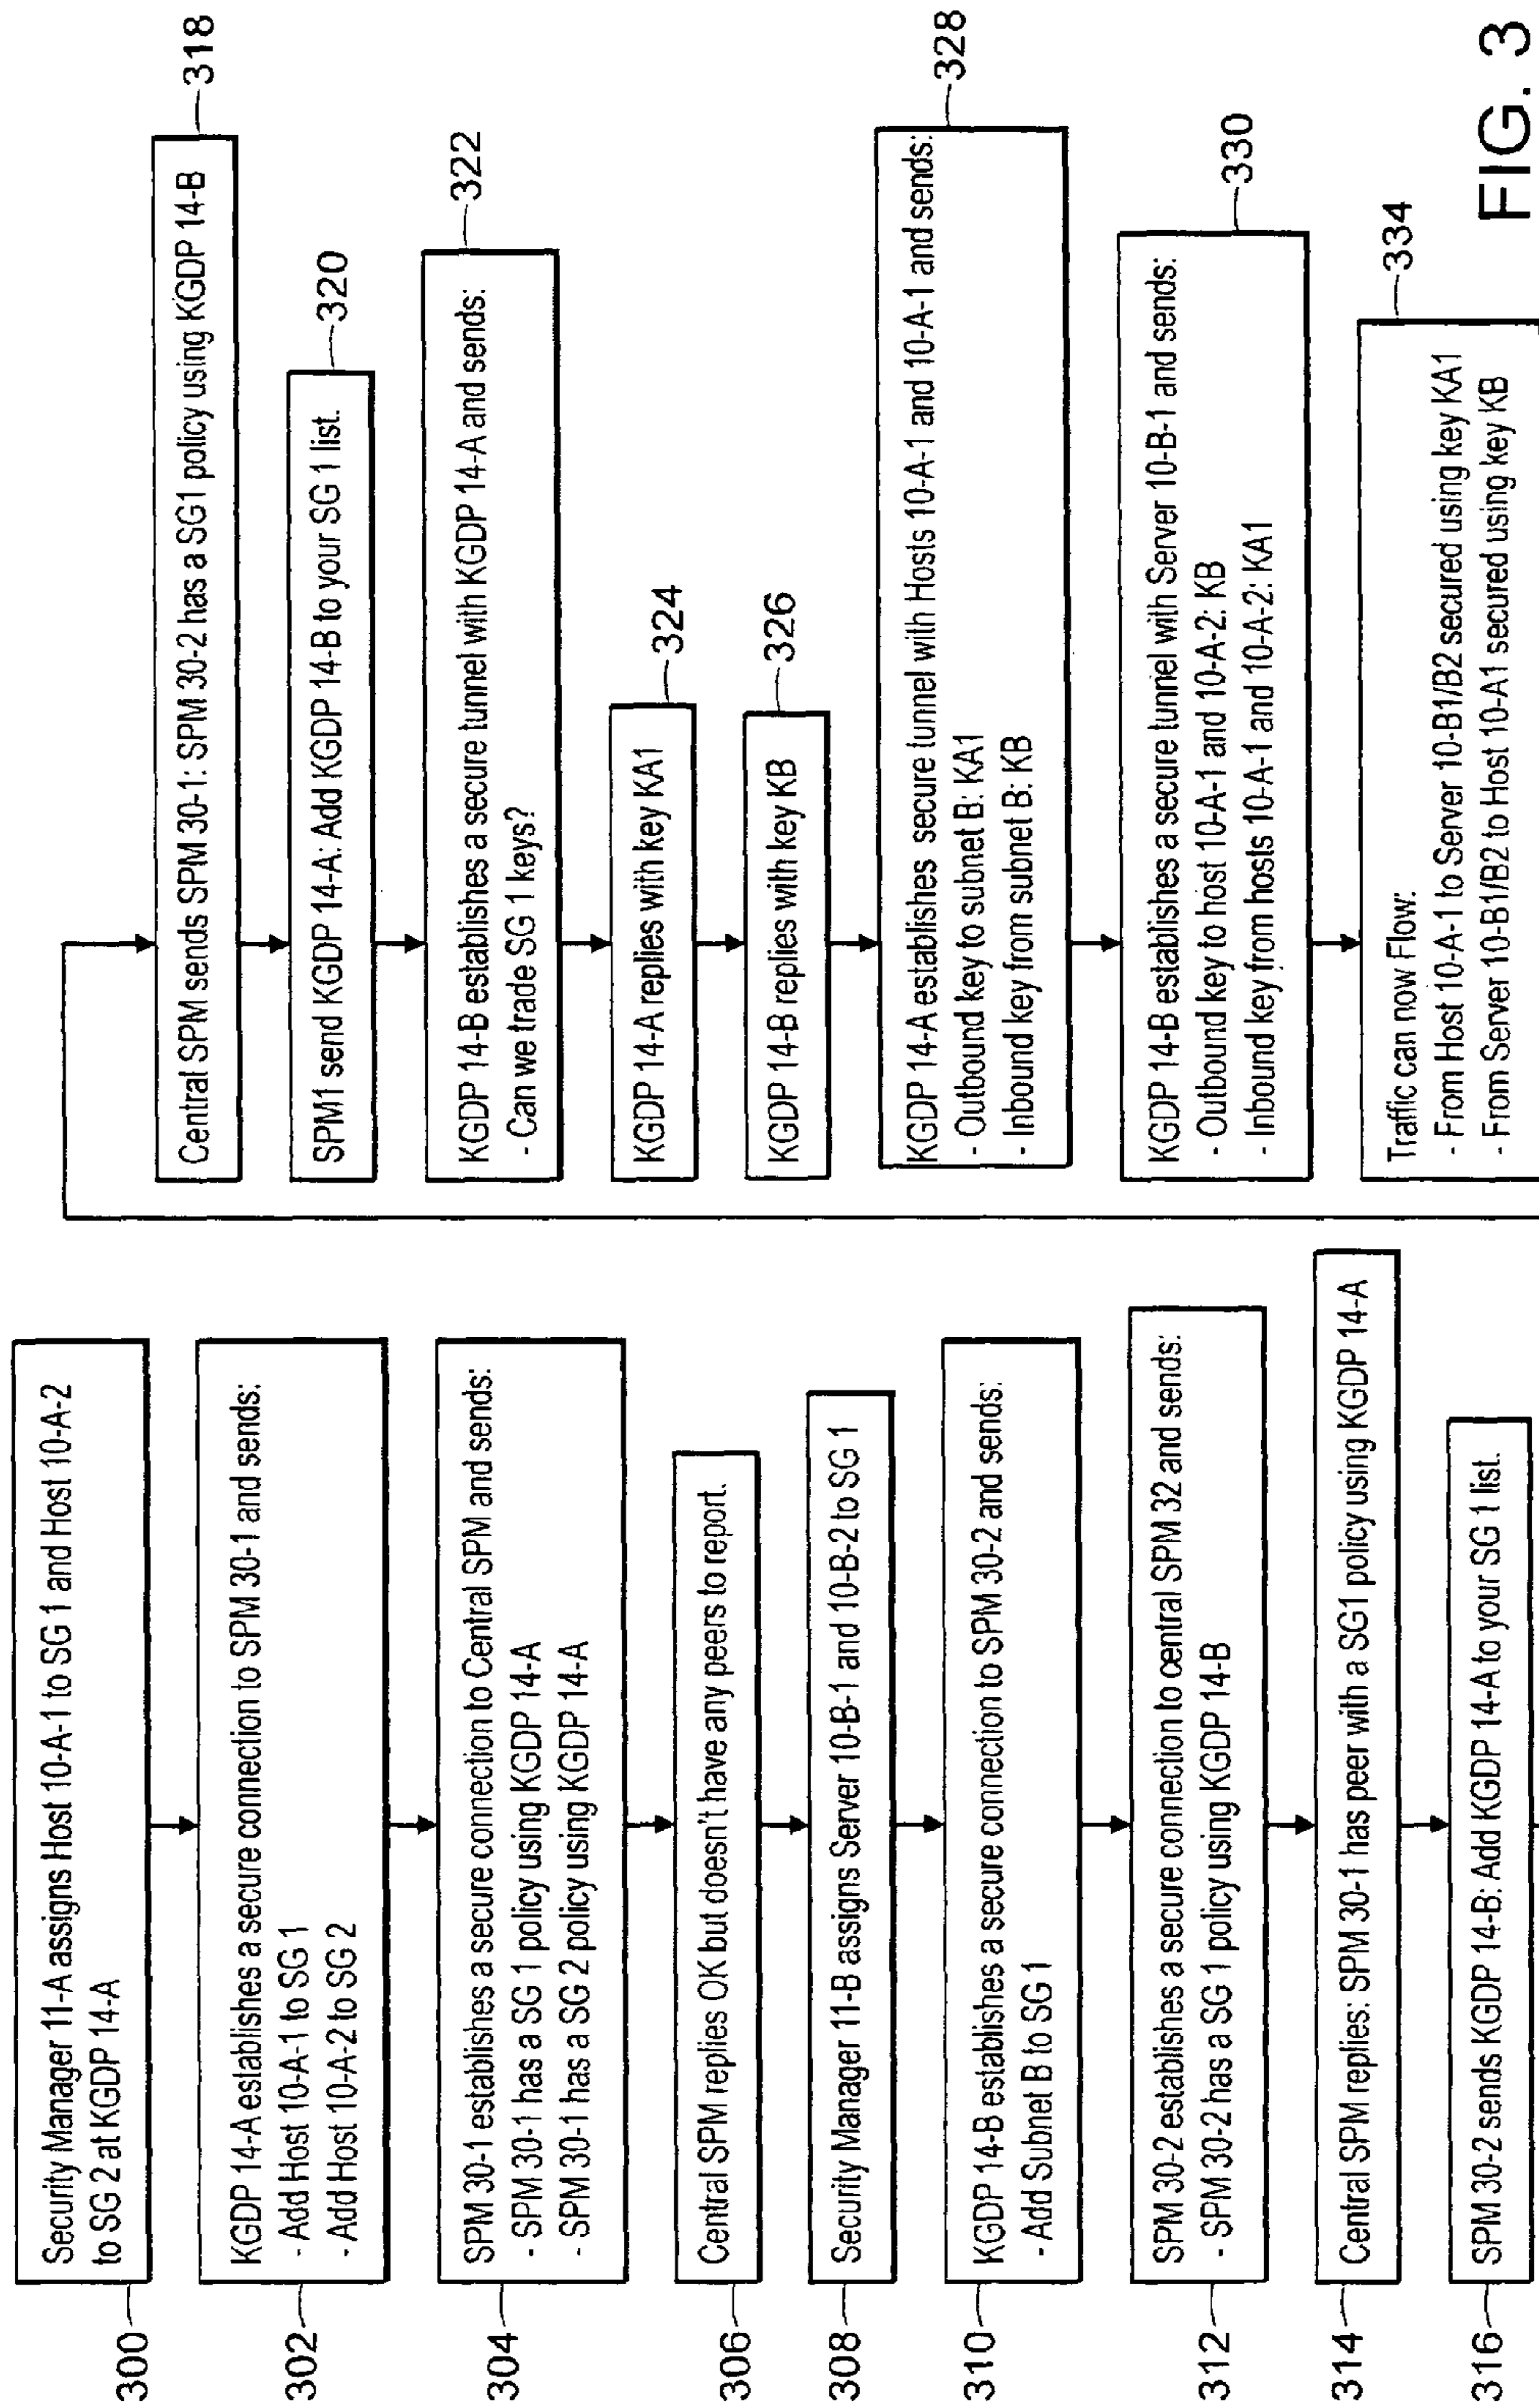 300
Security Manager 11-A assigns Host 10-A-1 to SG 1 and Host 10-A-2
to SG 2 at KGDP 14-A
302
KGDP 14-A establishes a secure connection to SPM 30-1 and sends:
- Add Host 10-A-1 to SG 1
- Add Host 10-A-2 to SG 2
304
SPM 30-1 establishes a secure connection to Central SPM and sends:
- SPM 30-1 has a SG 1 policy using KGDP 14-A
- SPM 30-1 has a SG 2 policy using KGDP 14-A
306
Central SPM replies OK but doesn't have any peers to report.
308
Security Manager 11-B assigns Server 10-B-1 and 10-B-2 to SG 1
310
KGDP 14-B establishes a secure connection to SPM 30-2 and sends:
- Add Subnet B to SG 1
312
SPM 30-2 establishes a secure connection to central SPM 32 and sends:
- SPM 30-2 has a SG 1 policy using KGDP 14-B
314
Central SPM replies: SPM 30-1 has peer with a SG1 policy using KGDP 14-A
316
SPM 30-2 sends KGDP 14-B: Add KGDP 14-A to your SG 1 list.
318
Central SPM sends SPM 30-1: SPM 30-2 has a SG1 policy using KGDP 14-B
320
SPM1 send KGDP 14-A: Add KGDP 14-B to your SG 1 list.
322
KGDP 14-B establishes a secure tunnel with KGDP 14-A and sends:
- Can we trade SG 1 keys?
324
KGDP 14-A replies with key KA1
326
KGDP 14-B replies with key KB
328
KGDP 14-A establishes secure tunnel with Hosts 10-A-1 and 10-A-1 and sends:
- Outbound key to subnet B: KA1
- Inbound key from subnet B: KB
330
KGDP 14-B establishes a secure tunnel with Server 10-B-1 and sends:
- Outbound key to host 10-A-1 and 10-A-2: KB
Inbound key from hosts 10-A-1 and 10-A-2: KA1
334
Traffic can now Flow:
- From Host 10-A-1 to Server 10-B1/B2 secured using key KA1
- From Server 10-B1/B2 to Host 10-A1 secured using key KB
FIG. 3